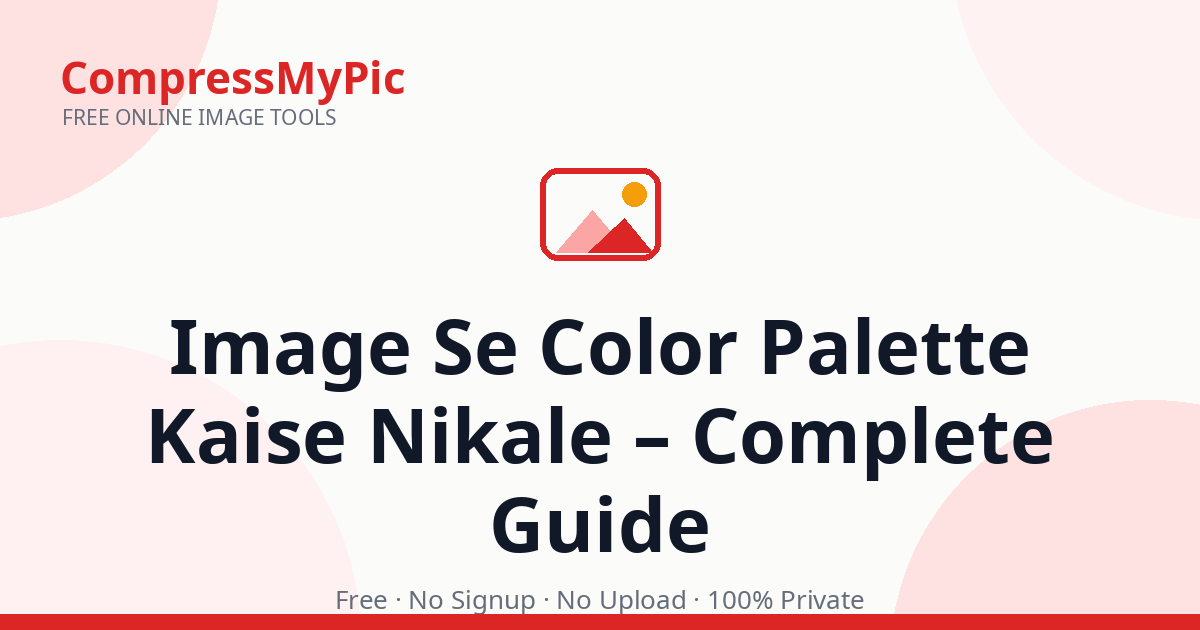 CompressMyPic
FREE ONLINE IMAGE TOOLS
Image Se Color Palette
Kaise Nikale – Complete
Guide
Free · No Signup · No Upload · 100% Private